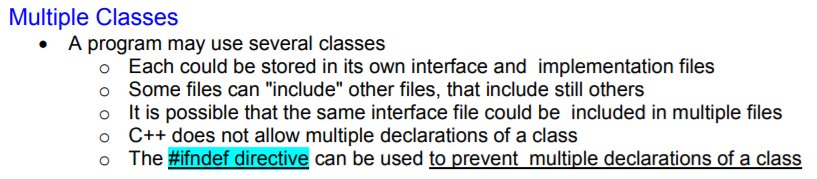 Multiple Classes
• A program may use several classes
o Each could be stored in its own interface and implementation files
o Some files can "include" other files, that include still others
o It is possible that the same interface file could be included in multiple files
o C++ does not allow multiple declarations of a class
o The #ifndef directive can be used to prevent multiple declarations of a class